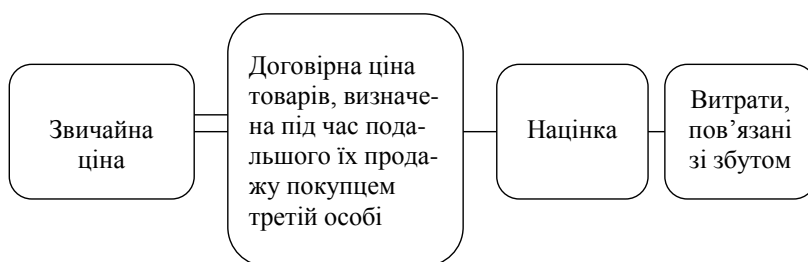 Звичайна
ціна
Договірна ціна
товарів, визначе-
на під час пода-
льшого їх прода-
жу покупцем
третій особі
Націнка
Витрати,
пов’язані
зі збутом